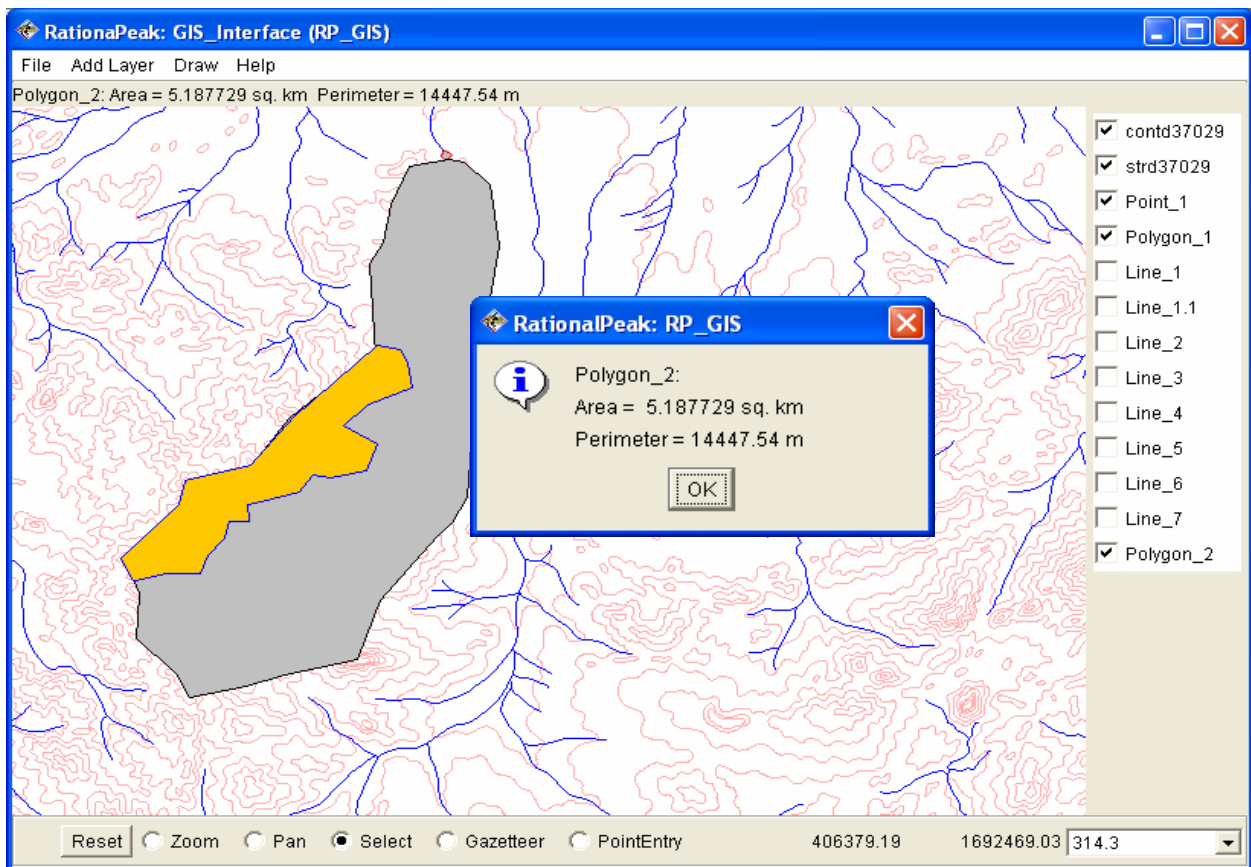 RationaPeak: GIS_Interface (RP_GIS)
File Add Layer Draw Help
Polygon_2: Area = 5.187729 sq. km Perimeter = 14447.54 m
contd37029
strd37029
Point_1
Polygon_1
Line_1
Line_1.1
Line_2
Line_3
Line_4
Line_5
Line_6
Line_7
Polygon_2
RationalPeak: RP_GIS
Polygon_2:
Area = 5.187729 sq. km
Perimeter = 14447.54 m
OK
Reset Zoom Pan Select Gazetteer PointEntry 406379.19 1692469.03 314.3